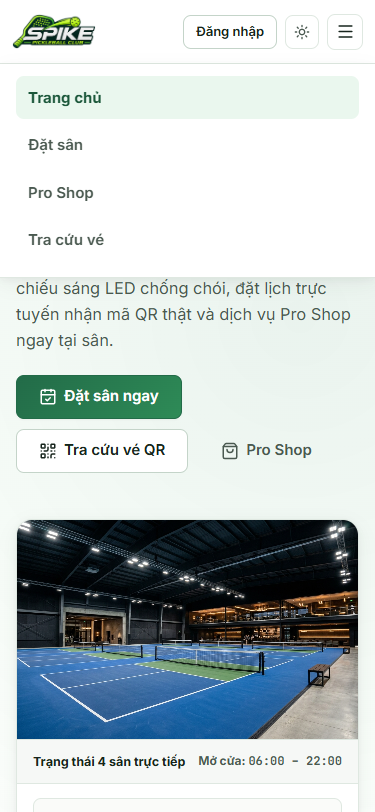 SPIKE
PICKLEBALL CLUB
Đăng nhập
Trang chủ
Đặt sân
Pro Shop
Tra cứu vé
chiếu sáng LED chống chói, đặt lịch trực
tuyến nhận mã QR thật và dịch vụ Pro Shop
ngay tại sân.
Đặt sân ngay
Tra cứu vé QR
Pro Shop
Trạng thái 4 sân trực tiếp
Mở cửa: 06:00 – 22:00